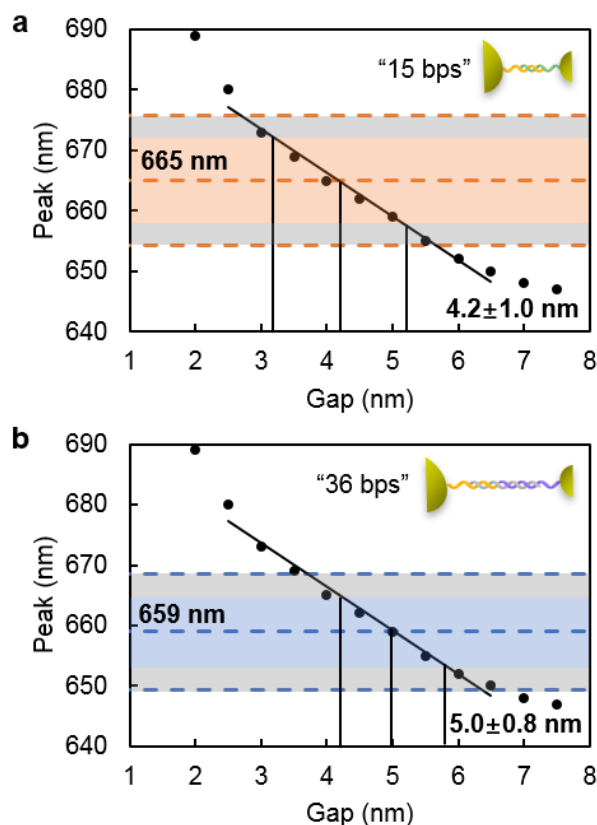 a
690
680
670
660
650
640
Peak (nm)
“15 bps”
665 nm
4.2±1.0 nm
1 2 3 4 5 6 7 8
Gap (nm)
b
690
680
670
660
650
640
Peak (nm)
“36 bps”
659 nm
5.0±0.8 nm
1 2 3 4 5 6 7 8
Gap (nm)